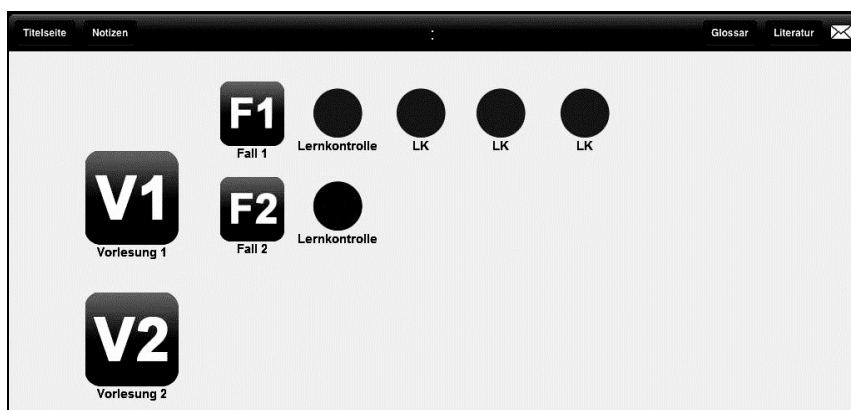 Titelseite Notizen : Glossar Literatur
F1
Fall 1 Lernkontrolle LK LK LK
V1
Vorlesung 1
F2
Fall 2 Lernkontrolle
V2
Vorlesung 2